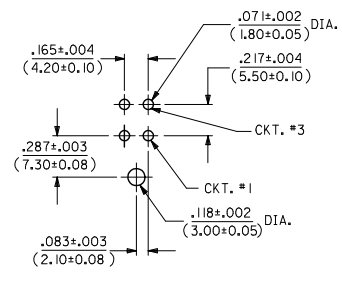 .071±.002 DIA.
(1.80±0.05)
.165±.004
(4.20±0.10)
.217±.004
(5.50±0.10)
CKT. #3
.287±.003
(7.30±0.08)
CKT. #1
.118±.002 DIA.
(3.00±0.05)
.083±.003
(2.10±0.08)